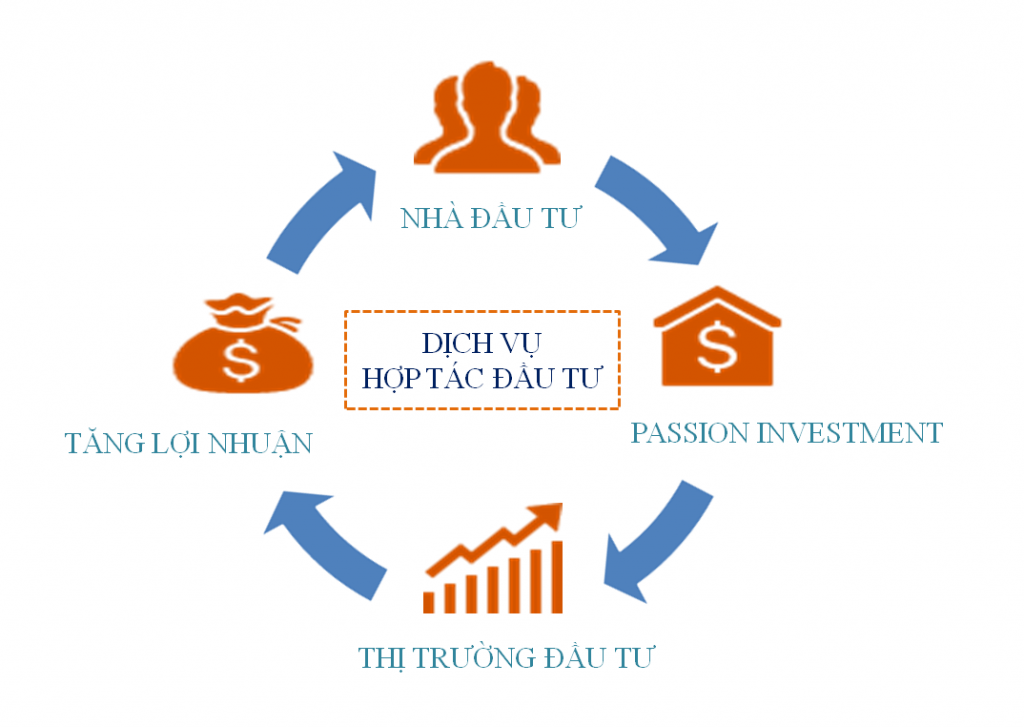 NHÀ ĐẦU TƯ
DỊCH VỤ
HỢP TÁC ĐẦU TƯ
TĂNG LỢI NHUẬN
PASSION INVESTMENT
THỊ TRƯỜNG ĐẦU TƯ
$
$